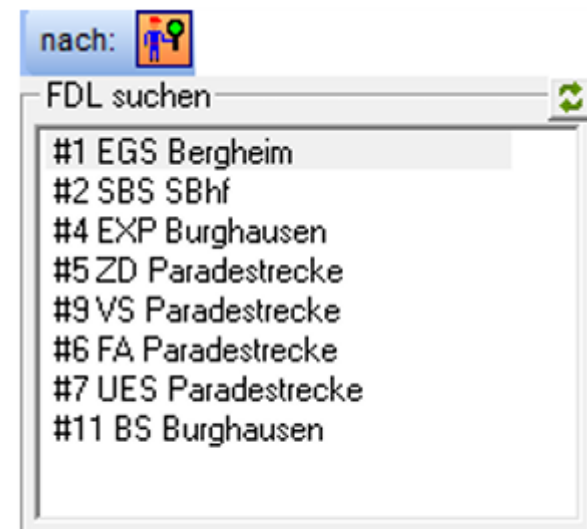 nach:
FDL suchen
#1 EGS Bergheim
#2 SBS SBhf
#4 EXP Burghausen
#5 ZD Paradestrecke
#9 VS Paradestrecke
#6 FA Paradestrecke
#7 UES Paradestrecke
#11 BS Burghausen